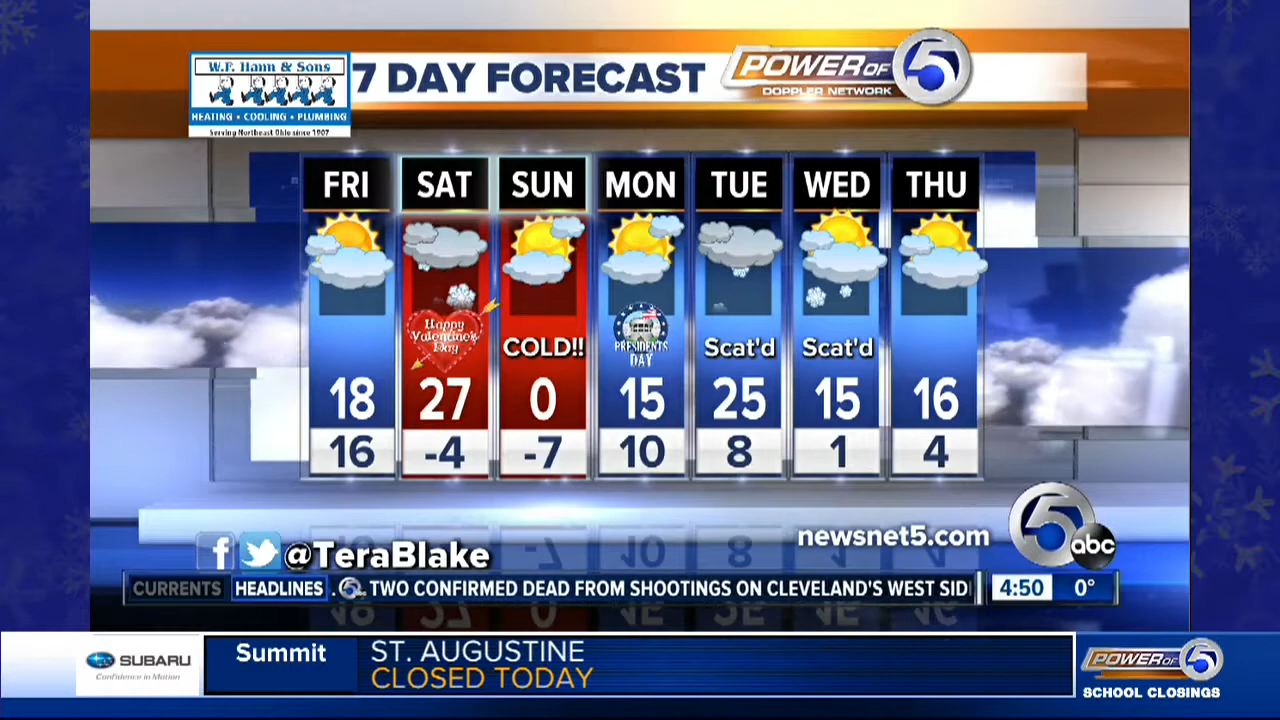 W.F. Hann & Sons
HEATING • COOLING • PLUMBING
Serving Northeast Ohio since 1907
7 DAY FORECAST
POWER OF 5
DOPPLER NETWORK
FRI SAT SUN MON TUE WED THU
Happy
Valentine's
Day
PRESIDENTS
DAY
COLD!! Scat'd Scat'd
18 27 0 15 25 15 16
16 -4 -7 10 8 1 4
f @TeraBlake
newsnet5.com
5 abc
CURRENTS HEADLINES . 5 TWO CONFIRMED DEAD FROM SHOOTINGS ON CLEVELAND'S WEST SID 4:50 0°
SUBARU
Confidence in Motion
Summit
ST. AUGUSTINE
CLOSED TODAY
POWER OF 5
SCHOOL CLOSINGS